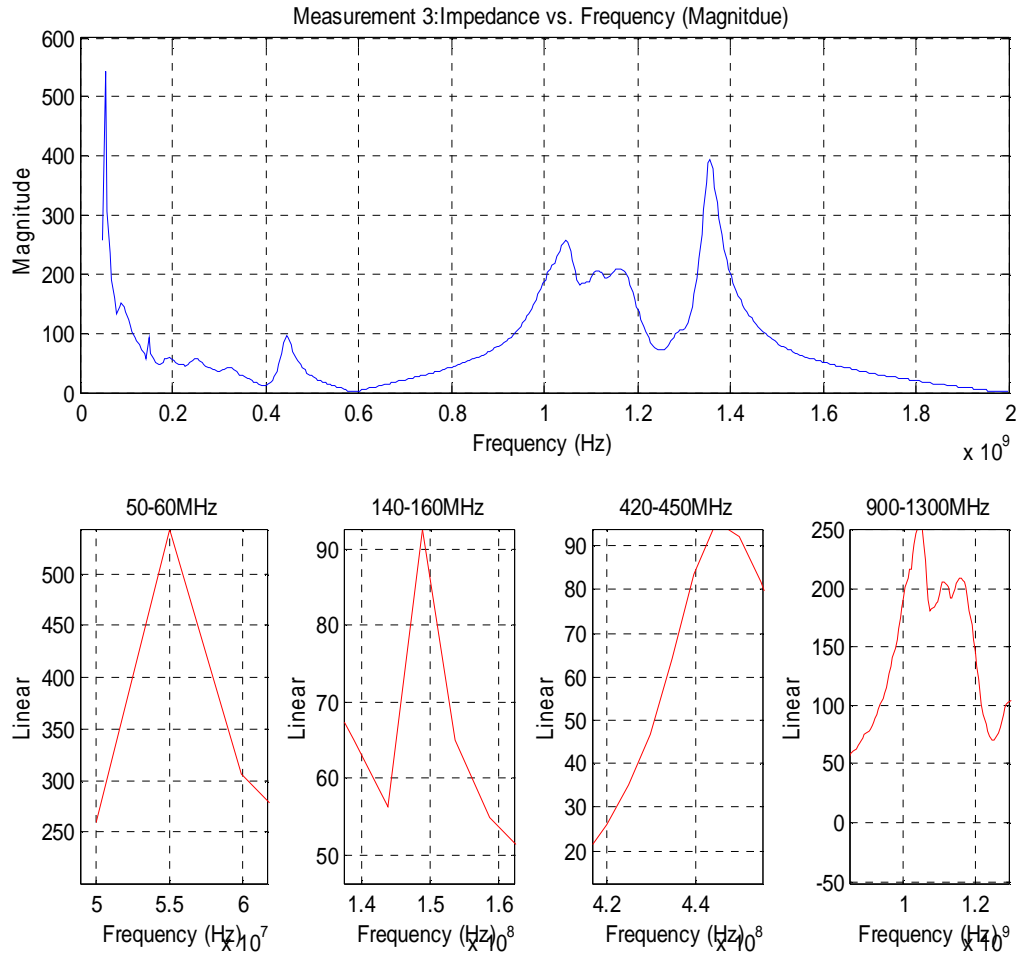 Measurement 3:Impedance vs. Frequency (Magnitdue)
600
500
400
300
200
100
0
Magnitude
0 0.2 0.4 0.6 0.8 1 1.2 1.4 1.6 1.8 2
Frequency (Hz)
x 10^9
50-60MHz
500
450
400
350
300
250
Linear
5 5.5 6
Frequency (Hz)
x 10^7
140-160MHz
90
80
70
60
50
Linear
1.4 1.5 1.6
Frequency (Hz)
x 10^8
420-450MHz
90
80
70
60
50
40
30
20
Linear
4.2 4.4
Frequency (Hz)
x 10^8
900-1300MHz
250
200
150
100
50
0
-50
Linear
1 1.2
Frequency (Hz)
x 10^9